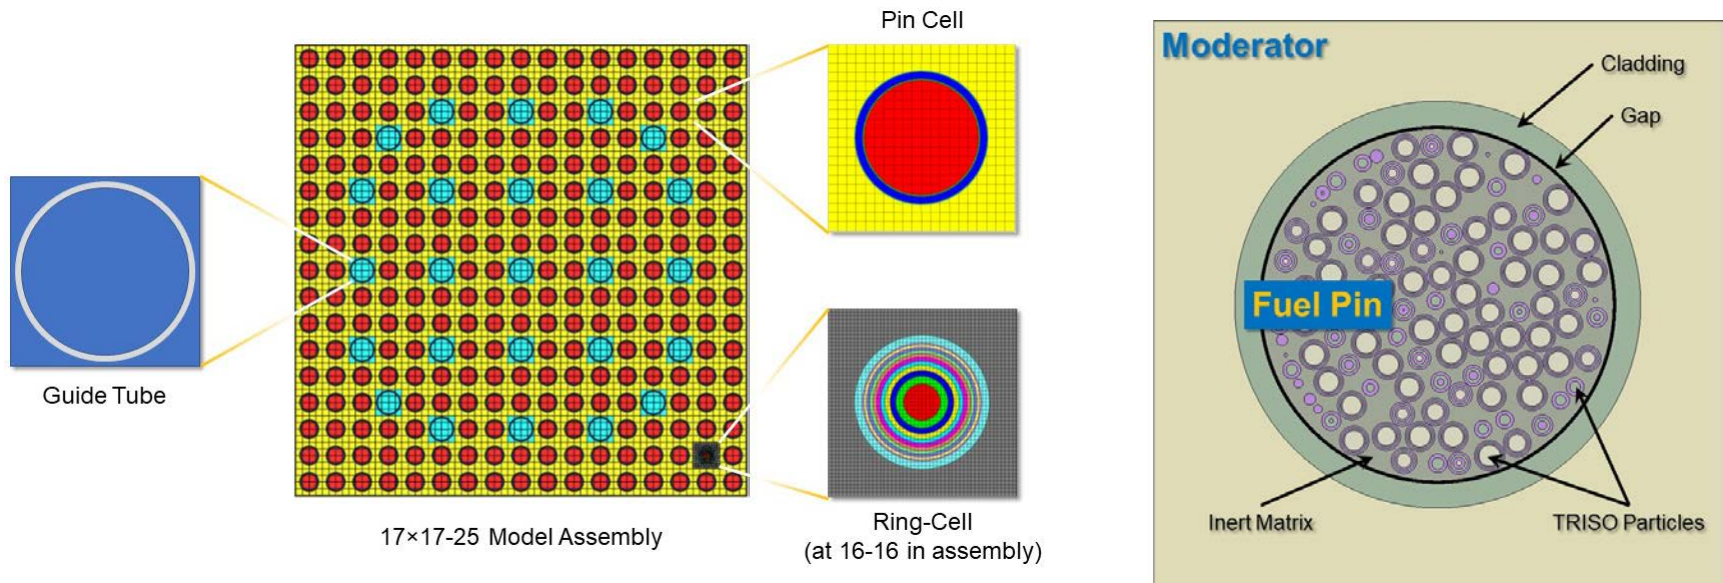 Pin Cell
Guide Tube
17×17-25 Model Assembly
Ring-Cell
(at 16-16 in assembly)
Moderator
Cladding
Gap
Fuel Pin
Inert Matrix
TRISO Particles